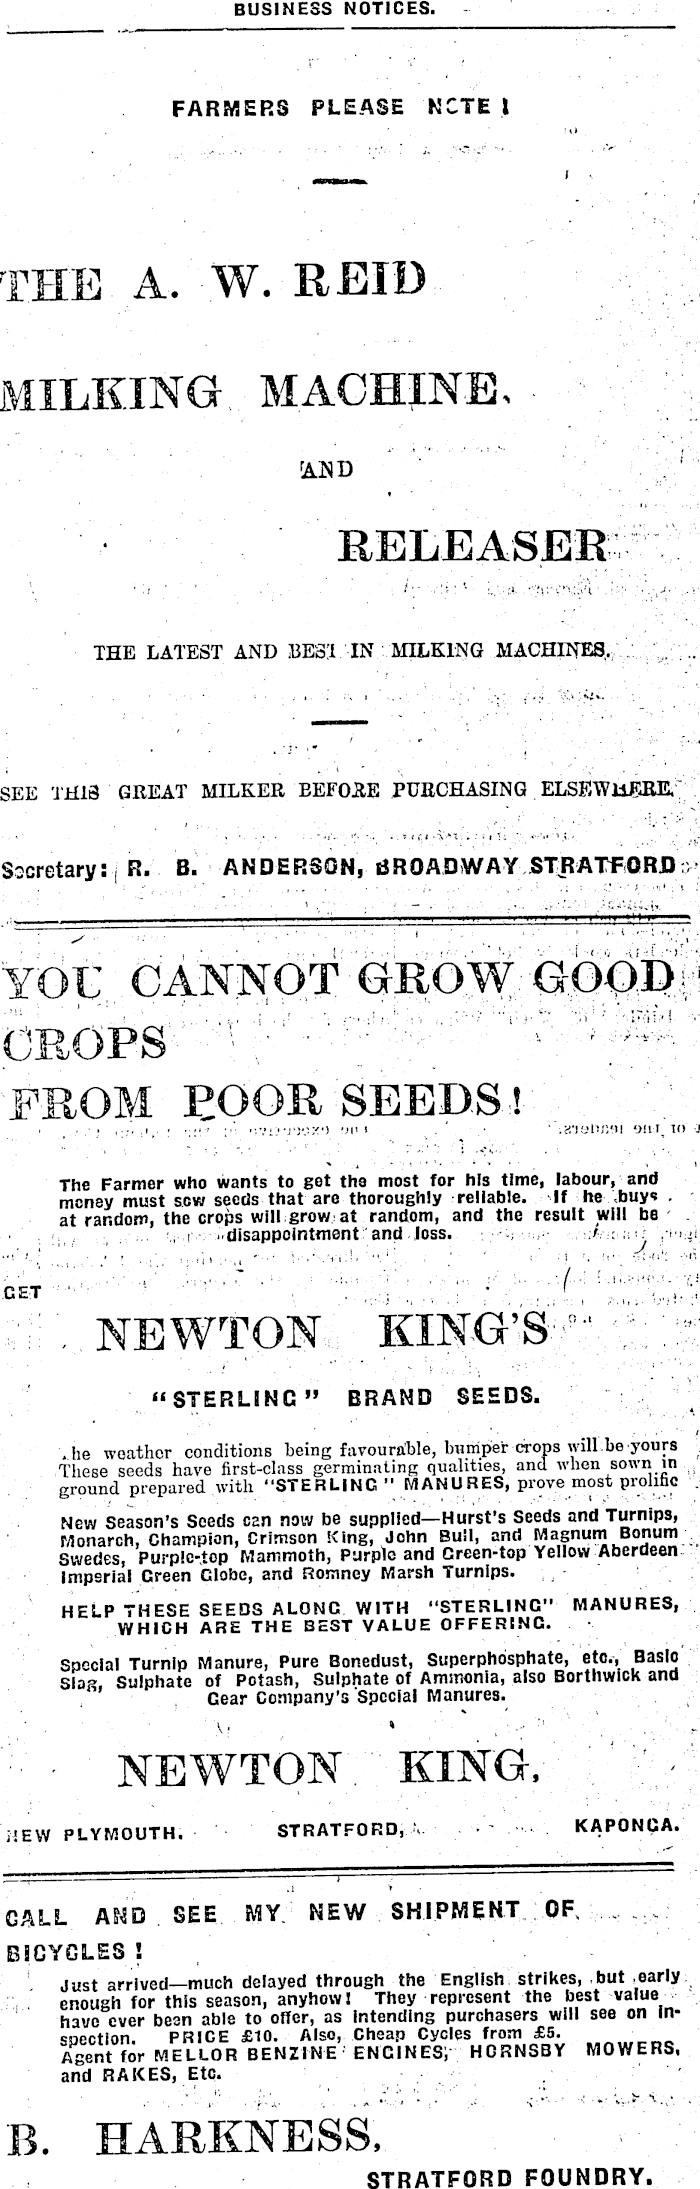 BUSINESS NOTICES.
FARMERS PLEASE NOTE!
THE A. W. REID
MILKING MACHINE,
AND
RELEASER
THE LATEST AND BEST IN MILKING MACHINES.
SEE THIS GREAT MILKER BEFORE PURCHASING ELSEWHERE.
Secretary: R. B. ANDERSON, BROADWAY STRATFORD
YOU CANNOT GROW GOOD
CROPS
FROM POOR SEEDS!
The Farmer who wants to get the most for his time, labour, and
money must sow seeds that are thoroughly reliable. If he buys
at random, the crops will grow at random, and the result will be
disappointment and loss.
GET
NEWTON KING'S
"STERLING" BRAND SEEDS.
The weather conditions being favourable, bumper crops will be yours
These seeds have first-class germinating qualities, and when sown in
ground prepared with "STERLING" MANURES, prove most prolific
New Season's Seeds can now be supplied—Hurst's Seeds and Turnips,
Monarch, Champion, Crimson King, John Bull, and Magnum Bonum
Swedes, Purple-top Mammoth, Purple and Green-top Yellow Aberdeen
Imperial Green Globe, and Romney Marsh Turnips.
HELP THESE SEEDS ALONG WITH "STERLING" MANURES,
WHICH ARE THE BEST VALUE OFFERING.
Special Turnip Manure, Pure Bonedust, Superphosphate, etc., Basic
Slag, Sulphate of Potash, Sulphate of Ammonia, also Borthwick and
Gear Company's Special Manures.
NEWTON KING,
NEW PLYMOUTH. STRATFORD, KAPONGA.
CALL AND SEE MY NEW SHIPMENT OF
BICYCLES!
Just arrived—much delayed through the English strikes, but early
enough for this season, anyhow! They represent the best value
have ever been able to offer, as intending purchasers will see on in-
spection. PRICE £10. Also, Cheap Cycles from £5.
Agent for MELLOR BENZINE ENGINES, HORNSBY MOWERS,
and RAKES, Etc.
B. HARKNESS,
STRATFORD FOUNDRY.